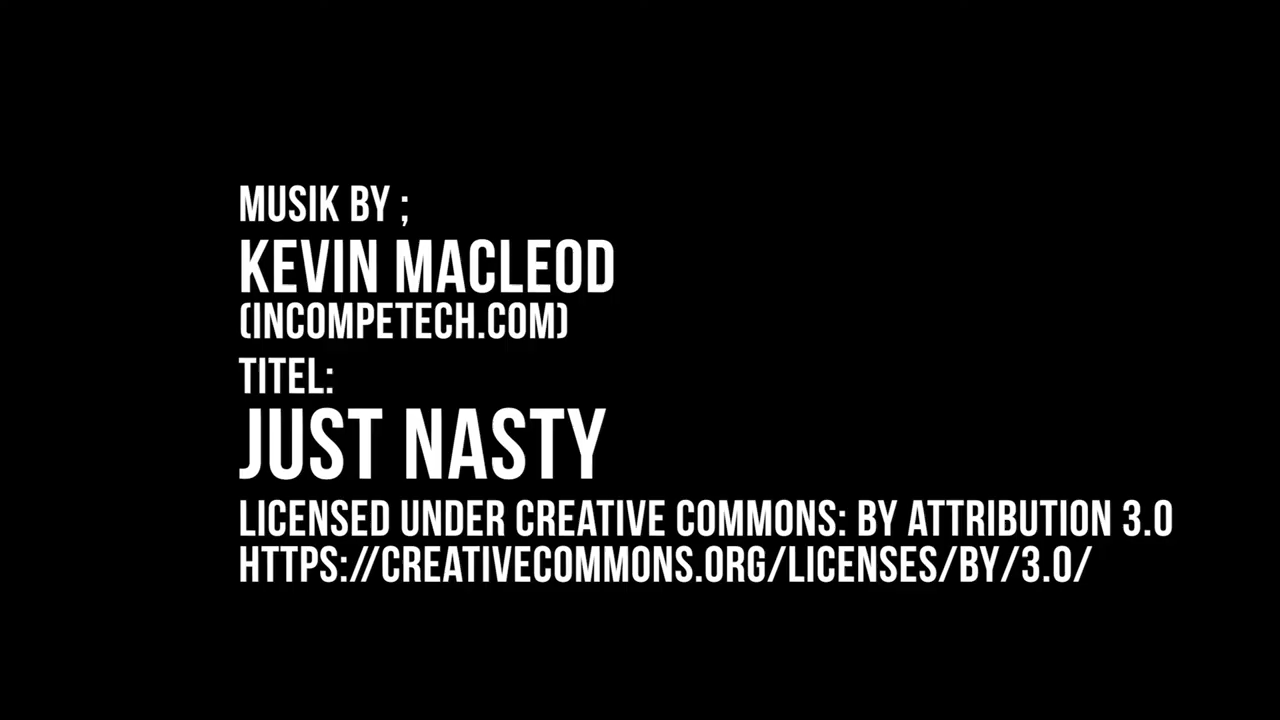 MUSIK BY ;
KEVIN MACLEOD
(INCOMPETECH.COM)
TITEL:
JUST NASTY
LICENSED UNDER CREATIVE COMMONS: BY ATTRIBUTION 3.0
HTTPS://CREATIVECOMMONS.ORG/LICENSES/BY/3.0/